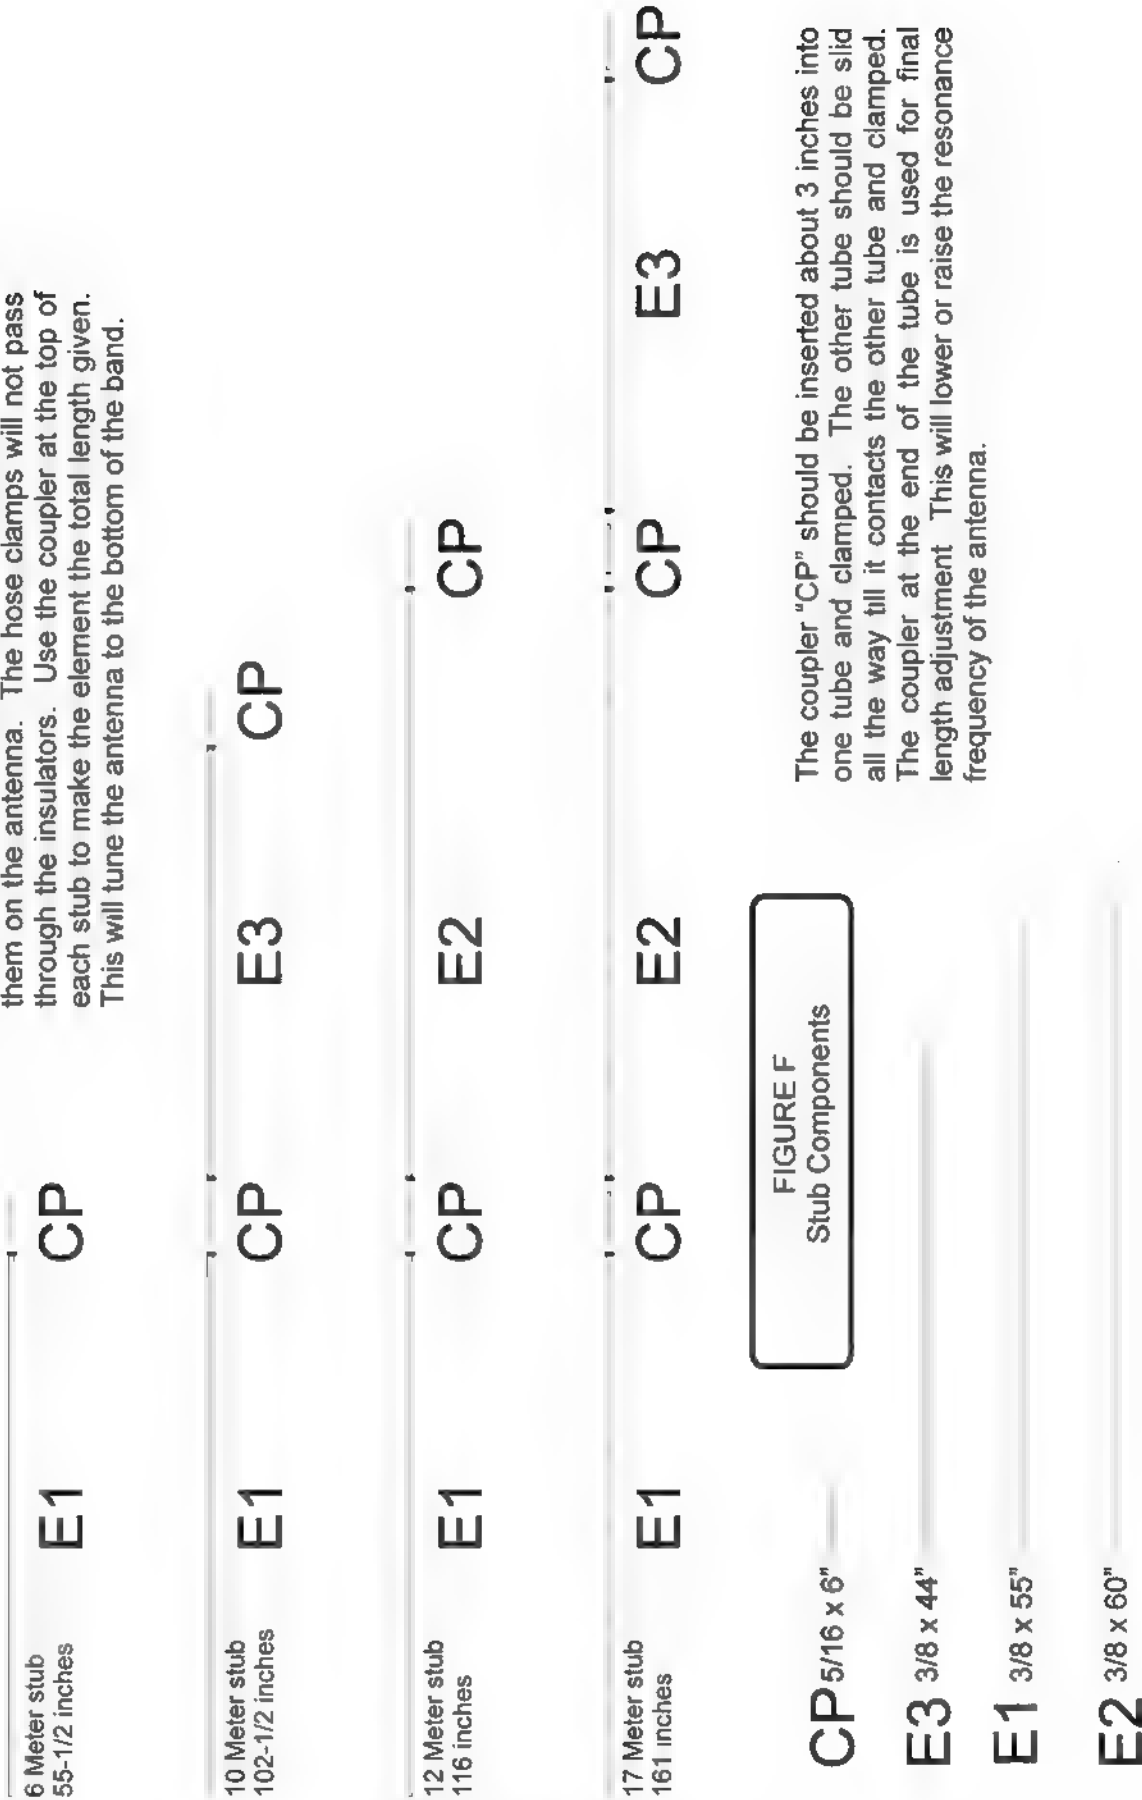 them on the antenna. The hose clamps will not pass
through the insulators. Use the coupler at the top of
each stub to make the element the total length given.
This will tune the antenna to the bottom of the band.
6 Meter stub
55-1/2 inches
E1 CP
10 Meter stub
102-1/2 inches
E1 CP E3 CP
12 Meter stub
116 inches
E1 CP E2 CP
17 Meter stub
161 inches
E1 CP E2 CP E3 CP
FIGURE F
Stub Components
CP 5/16 x 6"
E3 3/8 x 44"
E1 3/8 x 55"
E2 3/8 x 60"
The coupler "CP" should be inserted about 3 inches into
one tube and clamped. The other tube should be slid
all the way till it contacts the other tube and clamped.
The coupler at the end of the tube is used for final
length adjustment This will lower or raise the resonance
frequency of the antenna.